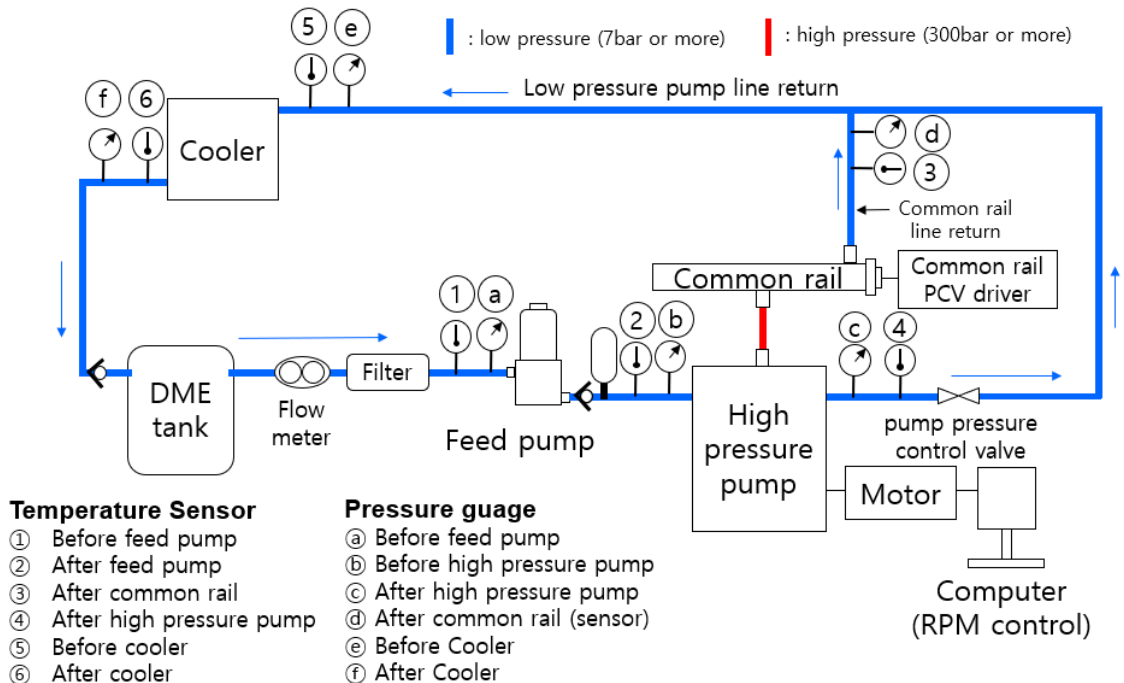 5 e
: low pressure (7bar or more)
: high pressure (300bar or more)
Low pressure pump line return
f 6
Cooler
d
3
Common rail
line return
Common rail
Common rail
PCV driver
1 a
2 b
c 4
DME
tank
Flow
meter
Filter
Feed pump
High
pressure
pump
pump pressure
control valve
Motor
Computer
(RPM control)
Temperature Sensor
① Before feed pump
② After feed pump
③ After common rail
④ After high pressure pump
⑤ Before cooler
⑥ After cooler
Pressure guage
ⓐ Before feed pump
ⓑ Before high pressure pump
ⓒ After high pressure pump
ⓓ After common rail (sensor)
ⓔ Before Cooler
ⓕ After Cooler